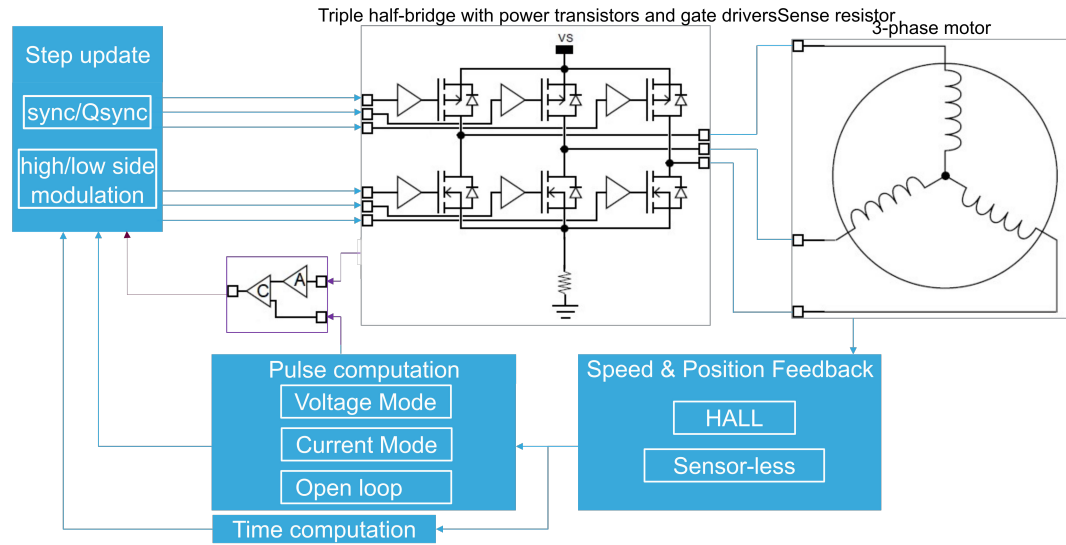 Triple half-bridge with power transistors and gate driversSense resistor
3-phase motor
Step update
sync/Qsync
high/low side
modulation
VS
A
C
Pulse computation
Voltage Mode
Current Mode
Open loop
Speed & Position Feedback
HALL
Sensor-less
Time computation